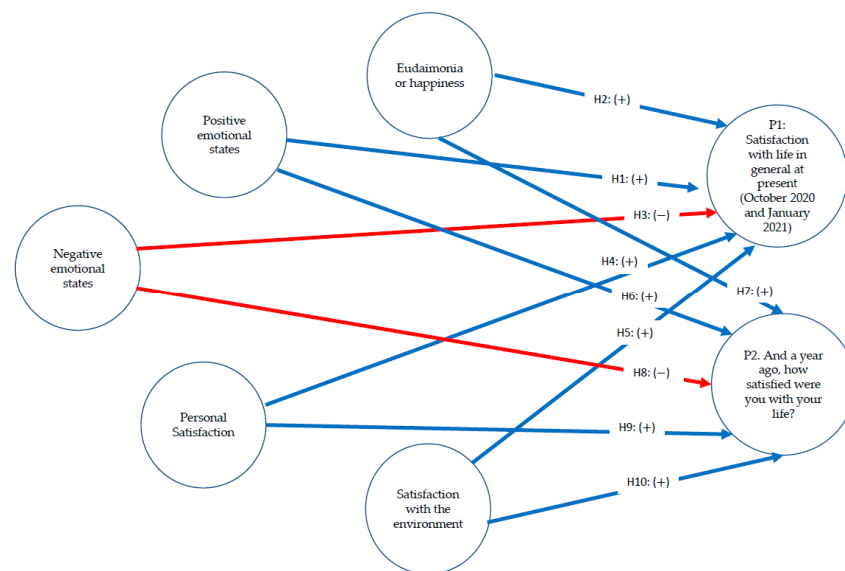 Eudaimonia
or happiness
H2: (+)
Positive
emotional
states
P1:
Satisfaction
with life in
general at
present
(October 2020
and January
2021)
H1: (+)
H3: (−)
Negative
emotional
states
H4: (+)
H6: (+)
H7: (+)
H5: (+)
P2. And a year
ago, how
satisfied were
you with your
life?
H8: (−)
Personal
Satisfaction
H9: (+)
H10: (+)
Satisfaction
with the
environment